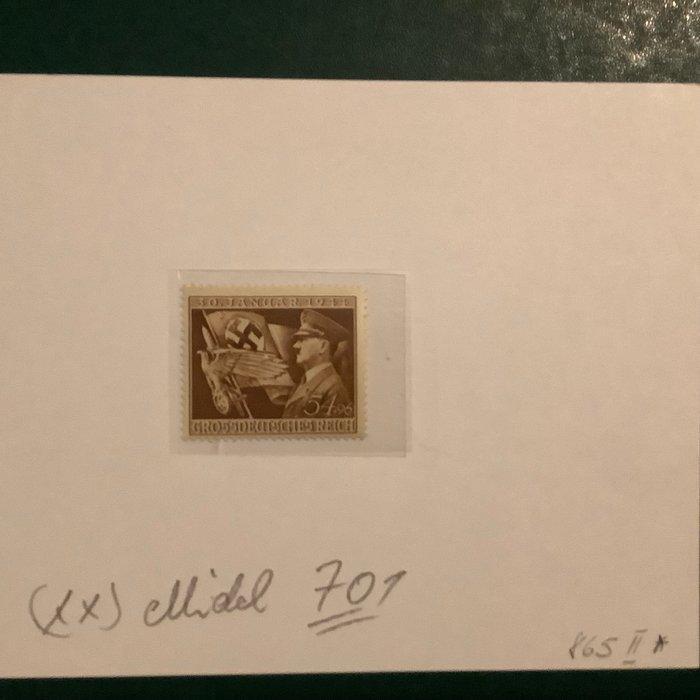 30. JANUAR 1944
54+96
GROSSDEUTSCHES REICH
(xx) Michel 701
865 II *